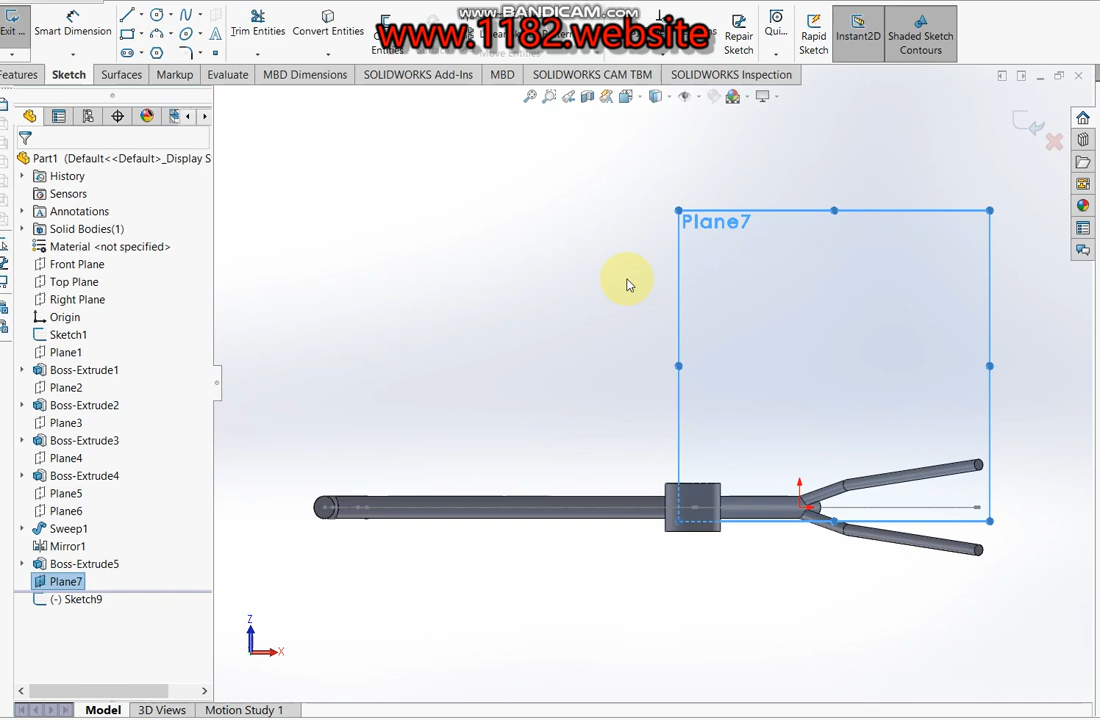 www.BANDICAM.com
www.1182.website
Exit ...
Smart Dimension
Trim Entities
Convert Entities
Entities
Move Entities
Repair Sketch
Qui...
Rapid Sketch
Instant2D
Shaded Sketch Contours
Features
Sketch
Surfaces
Markup
Evaluate
MBD Dimensions
SOLIDWORKS Add-Ins
MBD
SOLIDWORKS CAM TBM
SOLIDWORKS Inspection
Part1 (Default<<Default>_Display S
History
Sensors
Annotations
Solid Bodies(1)
Material <not specified>
Front Plane
Top Plane
Right Plane
Origin
Sketch1
Plane1
Boss-Extrude1
Plane2
Boss-Extrude2
Plane3
Boss-Extrude3
Plane4
Boss-Extrude4
Plane5
Plane6
Sweep1
Mirror1
Boss-Extrude5
Plane7
(-) Sketch9
Plane7
Z
X
Model
3D Views
Motion Study 1